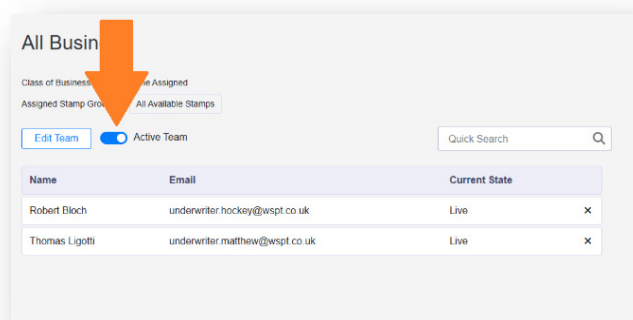 All Busin
Class of Business ne Assigned
Assigned Stamp Gro All Available Stamps
Edit Team Active Team Quick Search
Name Email Current State
Robert Bloch underwriter.hockey@wspt.co.uk Live ×
Thomas Ligotti underwriter.matthew@wspt.co.uk Live ×